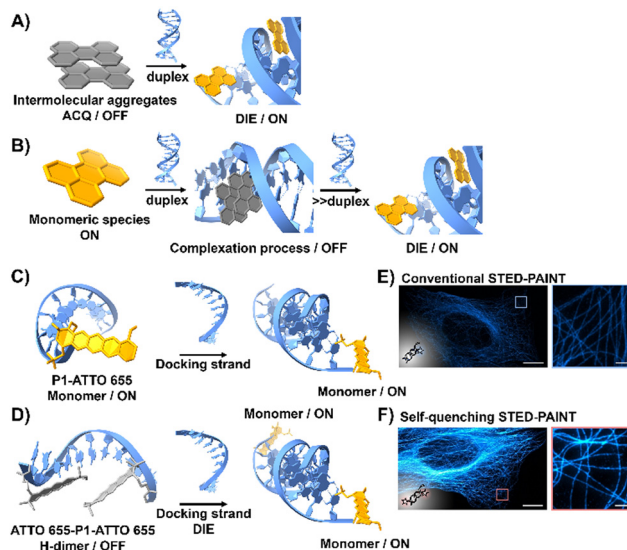 A)
duplex
Intermolecular aggregates
ACQ / OFF
DIE / ON
B)
duplex
>>duplex
Monomeric species
ON
Complexation process / OFF
DIE / ON
C)
Docking strand
P1-ATTO 655
Monomer / ON
Monomer / ON
D)
Monomer / ON
Docking strand
DIE
ATTO 655-P1-ATTO 655
H-dimer / OFF
Monomer / ON
E) Conventional STED-PAINT
F) Self-quenching STED-PAINT